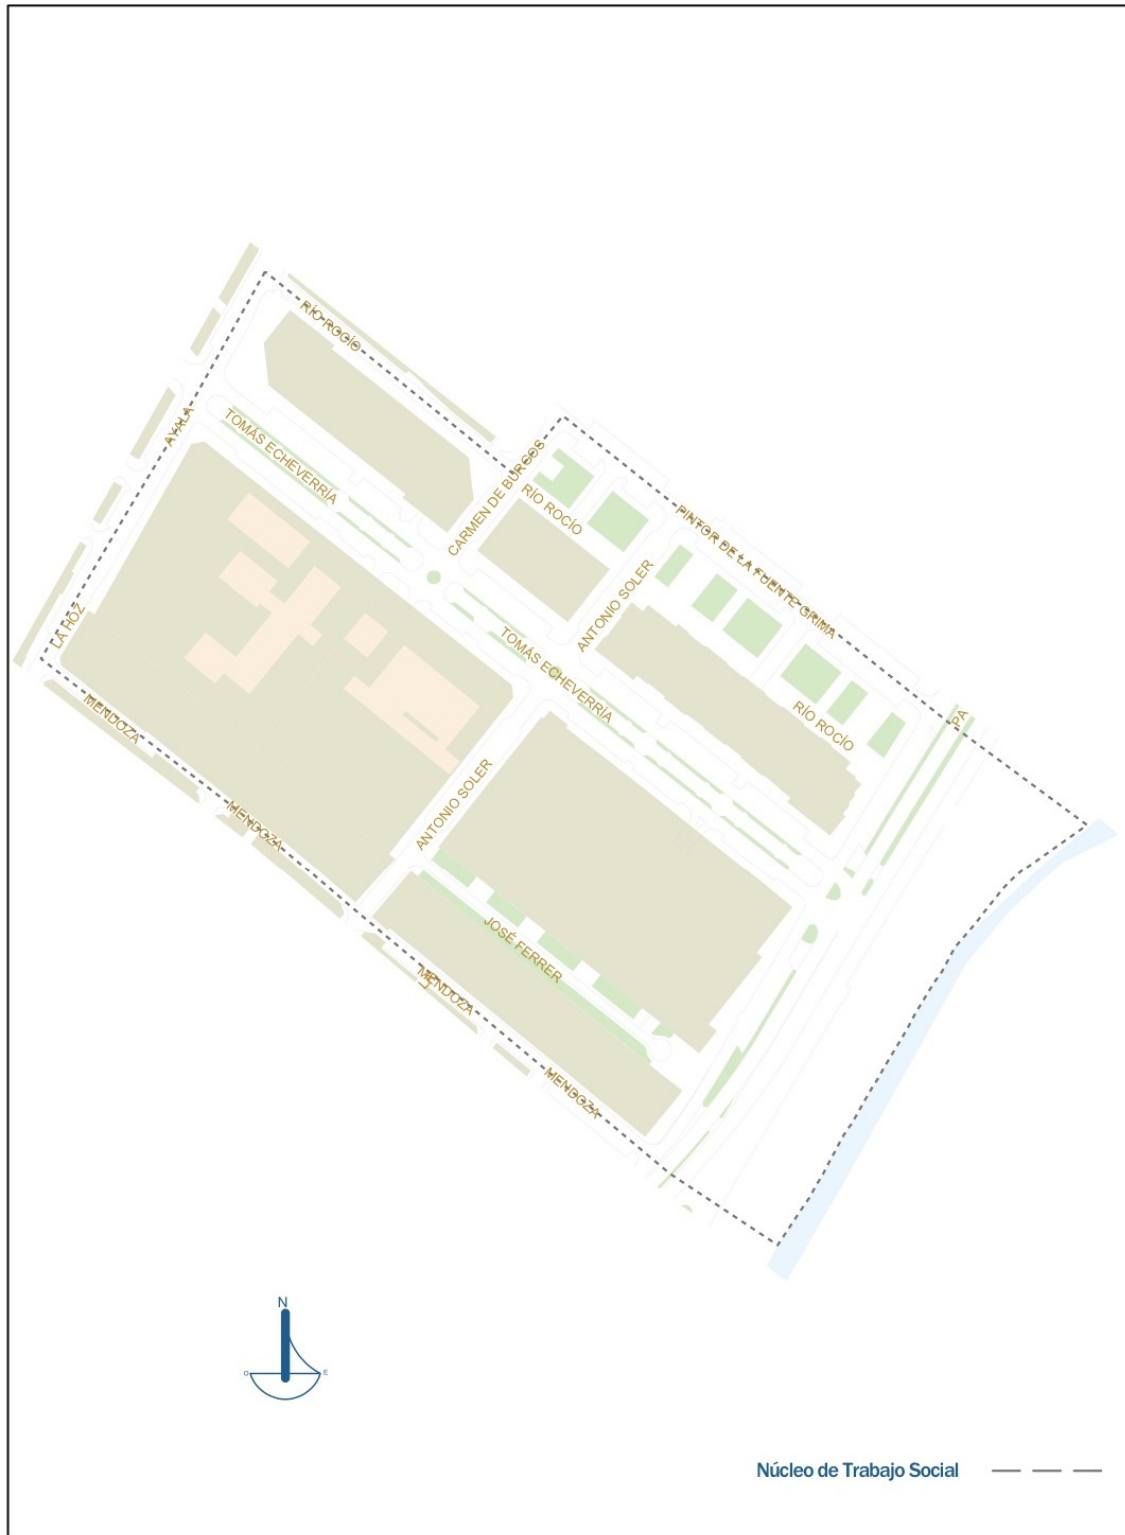 RÍO ROCÍO
AYALA
TOMÁS ECHEVERRÍA
CARMEN DE BURGOS
RÍO ROCÍO
PINTOR DE LA FUENTE GRIMA
ANTONIO SOLER
LA HOZ
TOMÁS ECHEVERRÍA
MENDOZA
RÍO ROCÍO
PA
ANTONIO SOLER
MENDOZA
JOSÉ FERRER
MENDOZA
MENDOZA
N
O
E
Núcleo de Trabajo Social